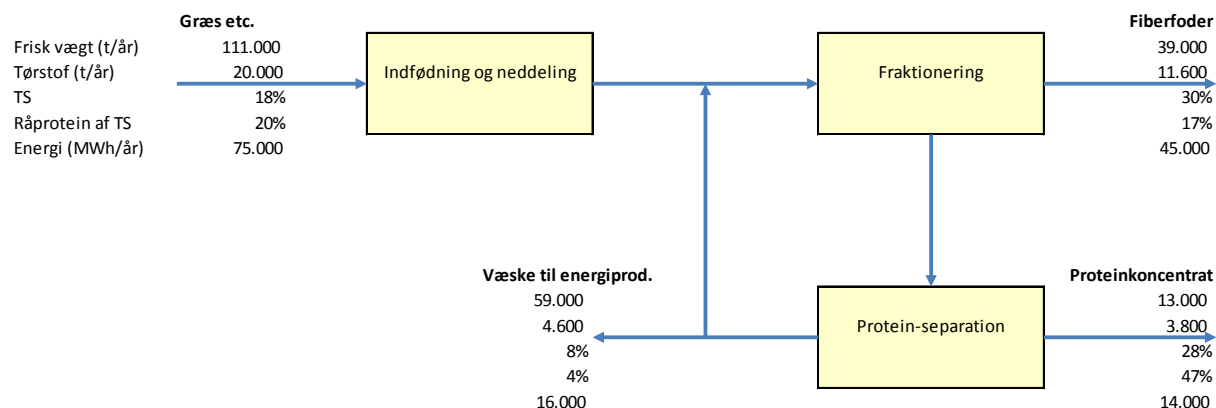 Græs etc.
Fiberfoder
Frisk vægt (t/år) 111.000 39.000
Tørstof (t/år) 20.000 Indfødning og neddeling Fraktionering 11.600
TS 18% 30%
Råprotein af TS 20% 17%
Energi (MWh/år) 75.000 45.000
Væske til energiprod. Proteinkoncentrat
59.000 13.000
4.600 Protein-separation 3.800
8% 28%
4% 47%
16.000 14.000